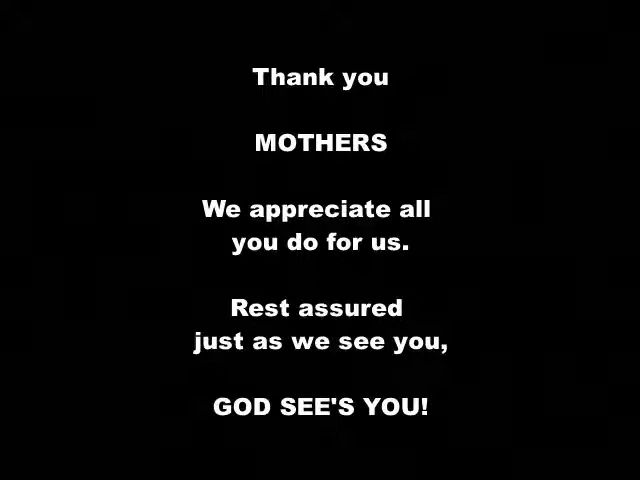 Thank you
MOTHERS
We appreciate all
you do for us.
Rest assured
just as we see you,
GOD SEE'S YOU!